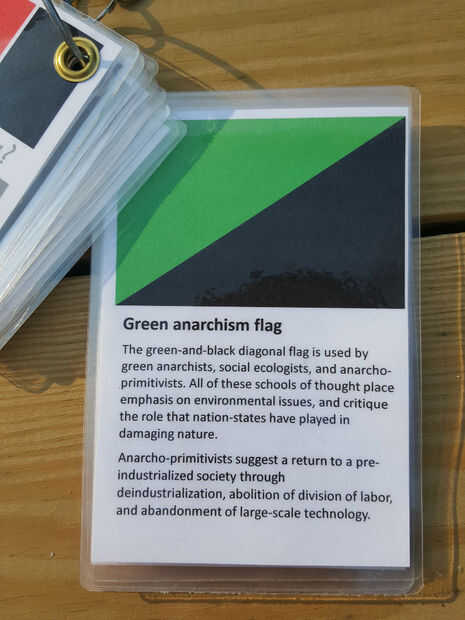 Green anarchism flag
The green-and-black diagonal flag is used by
green anarchists, social ecologists, and anarcho-
primitivists. All of these schools of thought place
emphasis on environmental issues, and critique
the role that nation-states have played in
damaging nature.
Anarcho-primitivists suggest a return to a pre-
industrialized society through
deindustrialization, abolition of division of labor,
and abandonment of large-scale technology.